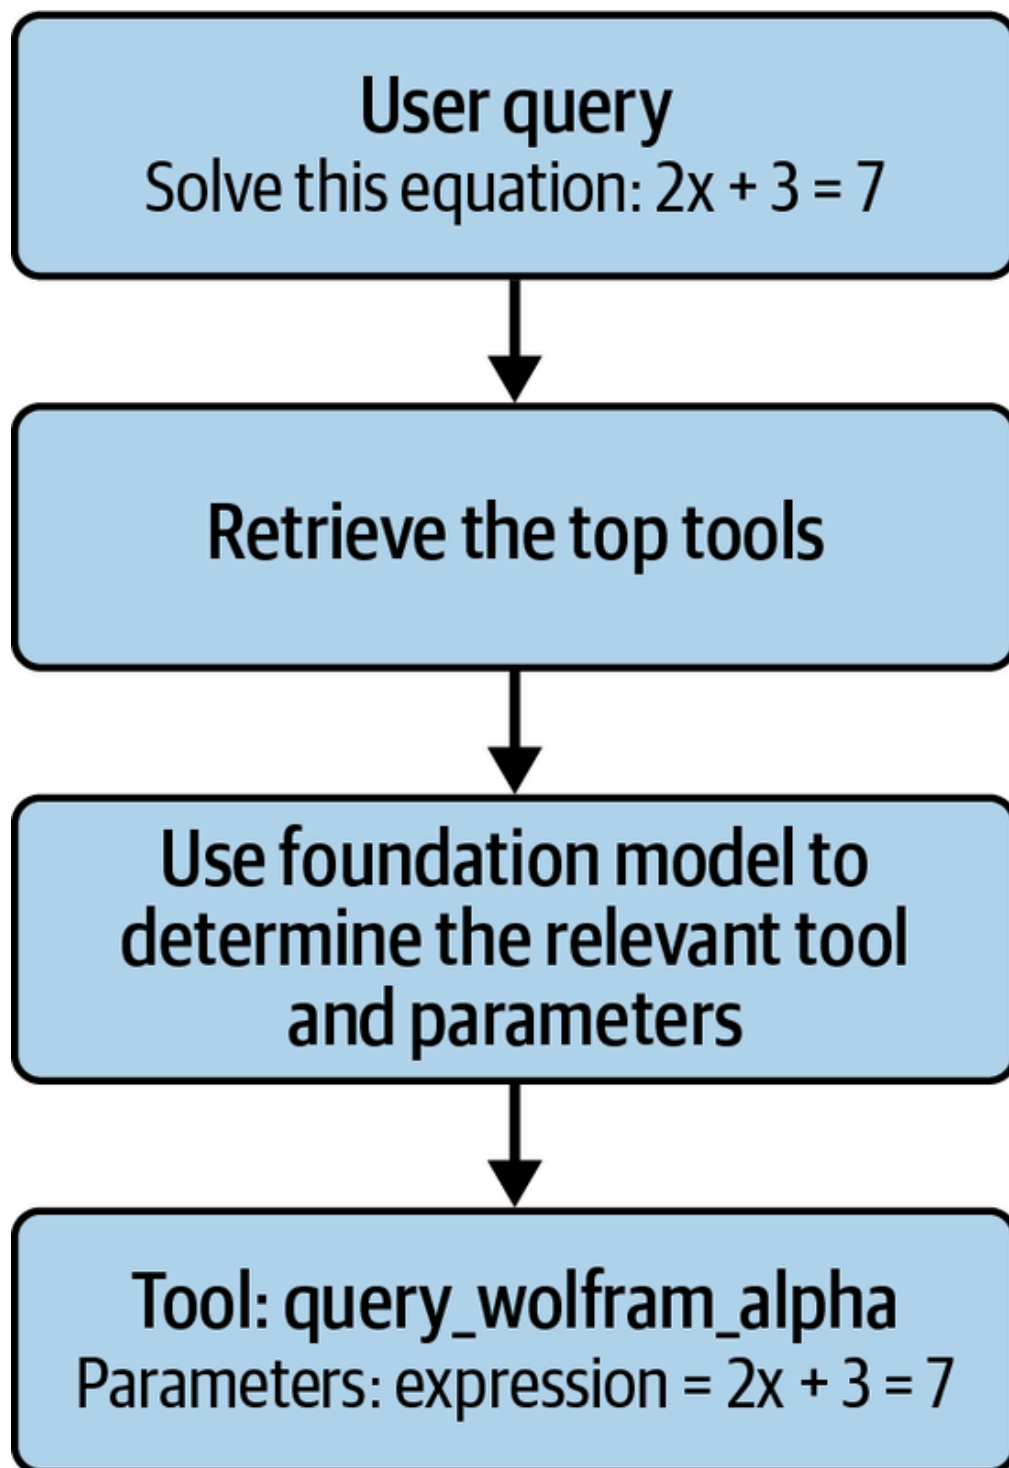 User query
Solve this equation: 2x + 3 = 7
Retrieve the top tools
Use foundation model to
determine the relevant tool
and parameters
Tool: query_wolfram_alpha
Parameters: expression = 2x + 3 = 7